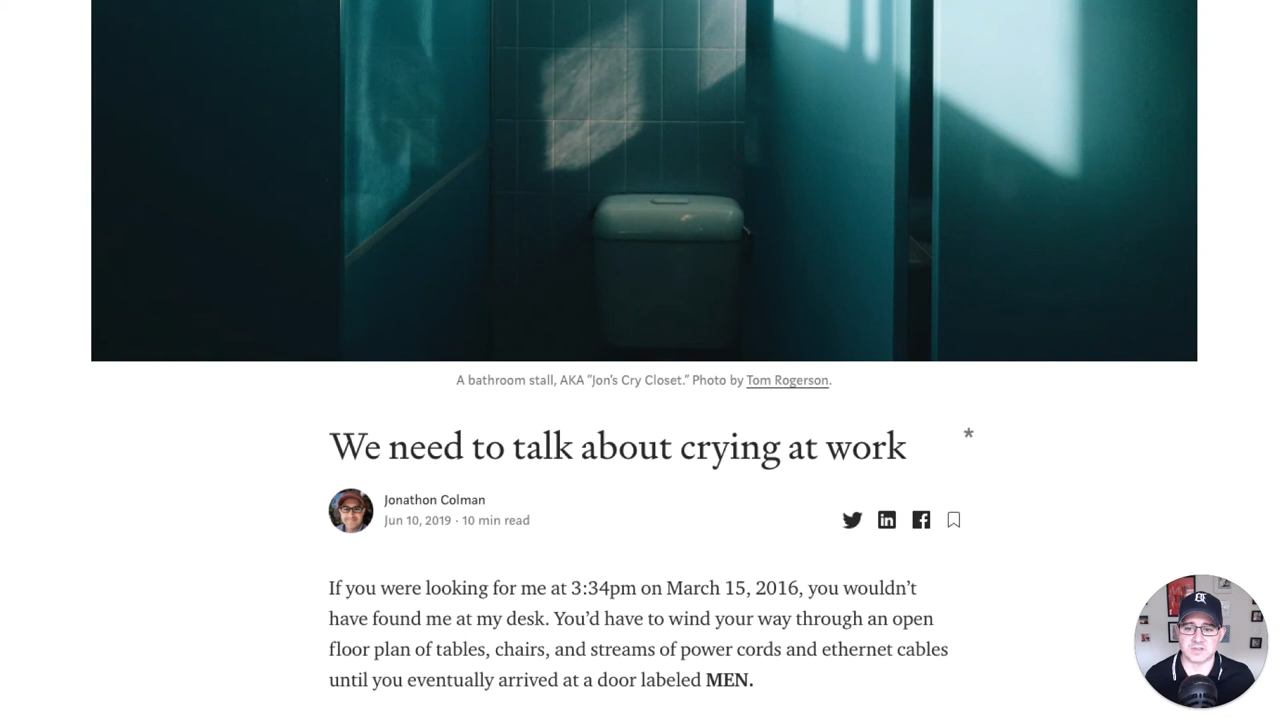 A bathroom stall, AKA “Jon’s Cry Closet.” Photo by Tom Rogerson.
We need to talk about crying at work
*
Jonathon Colman
Jun 10, 2019 · 10 min read
If you were looking for me at 3:34pm on March 15, 2016, you wouldn’t
have found me at my desk. You’d have to wind your way through an open
floor plan of tables, chairs, and streams of power cords and ethernet cables
until you eventually arrived at a door labeled MEN.